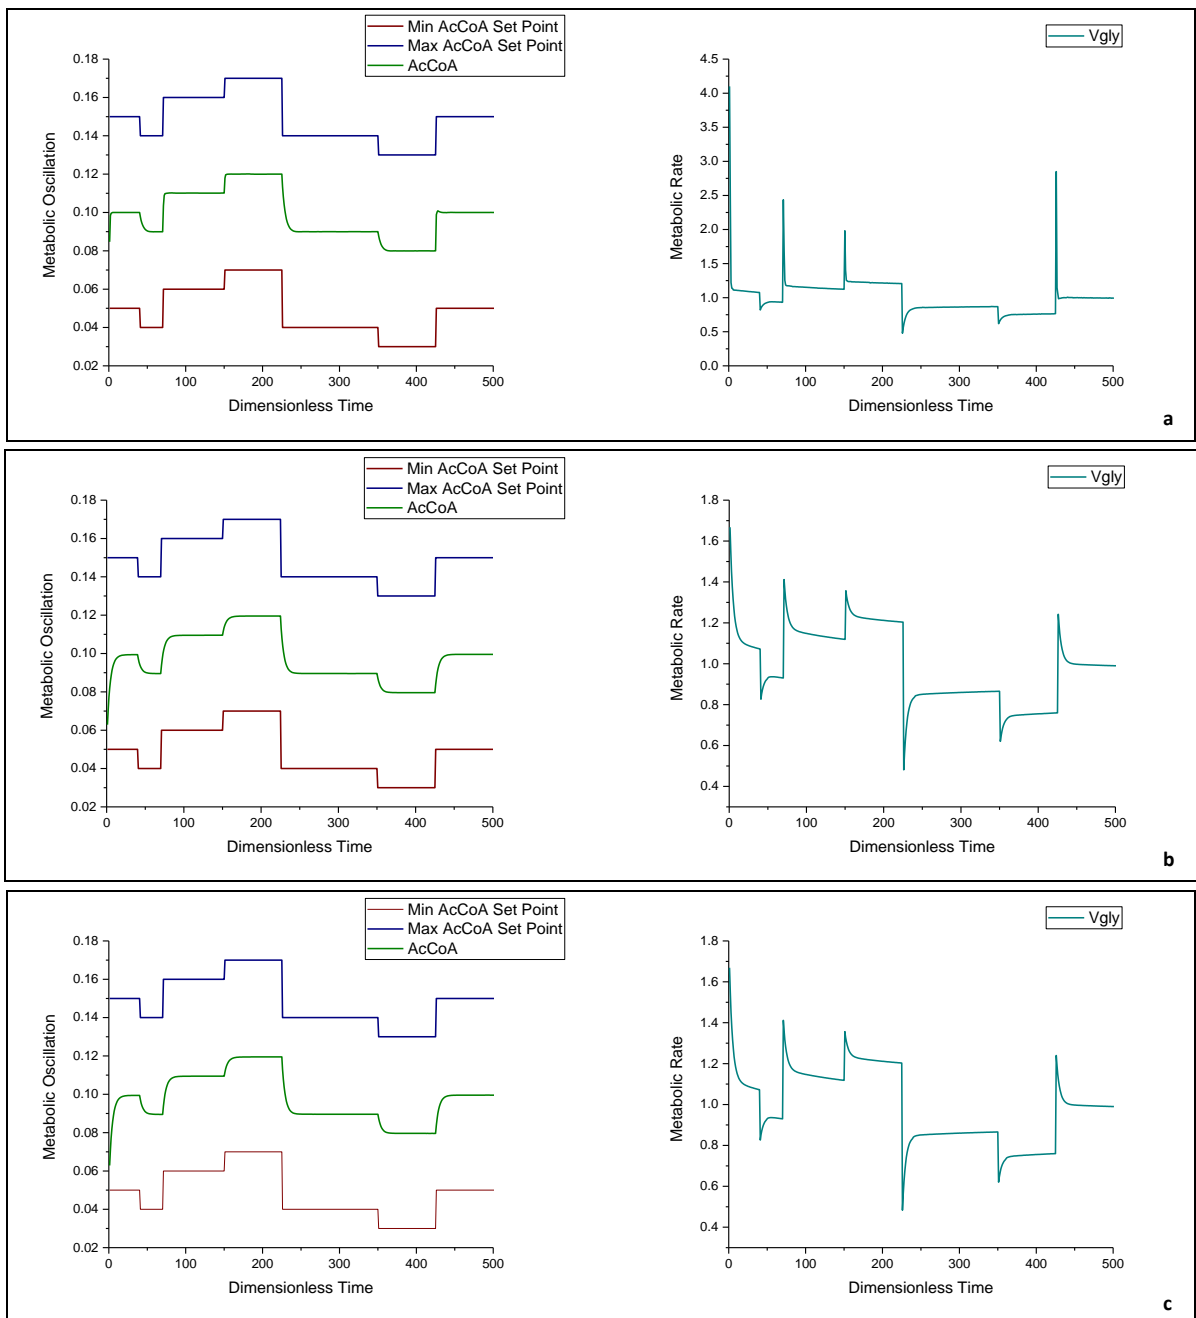 Min AcCoA Set Point
Max AcCoA Set Point
AcCoA
0.18
0.16
0.14
0.12
0.10
0.08
0.06
0.04
0.02
Metabolic Oscillation
0 100 200 300 400 500
Dimensionless Time
Vgly
4.5
4.0
3.5
3.0
2.5
2.0
1.5
1.0
0.5
0.0
Metabolic Rate
0 100 200 300 400 500
Dimensionless Time
a
Min AcCoA Set Point
Max AcCoA Set Point
AcCoA
0.18
0.16
0.14
0.12
0.10
0.08
0.06
0.04
0.02
Metabolic Oscillation
0 100 200 300 400 500
Dimensionless Time
Vgly
1.8
1.6
1.4
1.2
1.0
0.8
0.6
0.4
Metabolic Rate
0 100 200 300 400 500
Dimensionless Time
b
Min AcCoA Set Point
Max AcCoA Set Point
AcCoA
0.18
0.16
0.14
0.12
0.10
0.08
0.06
0.04
0.02
Metabolic Oscillation
0 100 200 300 400 500
Dimensionless Time
Vgly
1.8
1.6
1.4
1.2
1.0
0.8
0.6
0.4
Metabolic Rate
0 100 200 300 400 500
Dimensionless Time
c